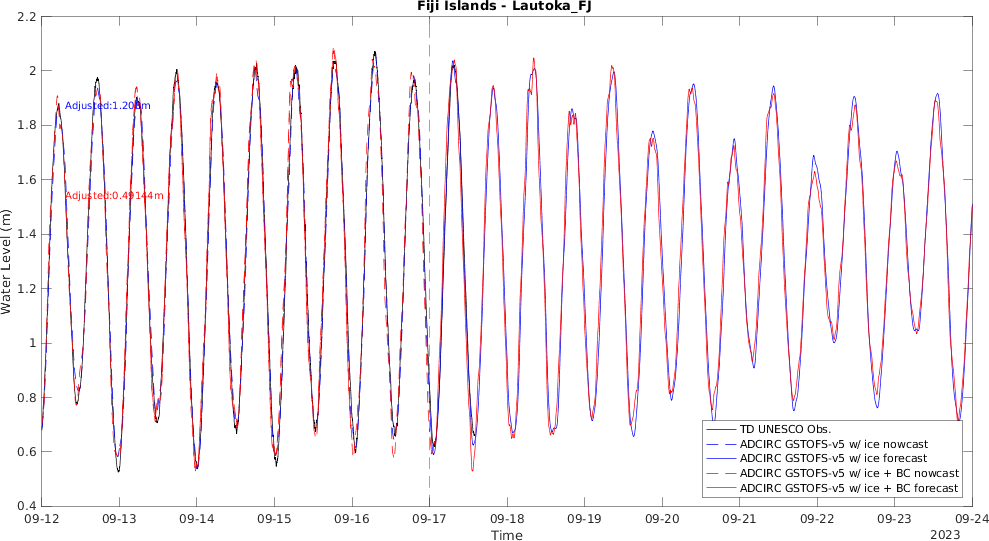 Fiji Islands - Lautoka_FJ
2.2
2
1.8
1.6
1.4
1.2
1
0.8
0.6
0.4
Water Level (m)
Adjusted:0.49144m
TD UNESCO Obs.
ADCIRC GSTOFS-v5 w/ ice nowcast
ADCIRC GSTOFS-v5 w/ ice forecast
ADCIRC GSTOFS-v5 w/ ice + BC nowcast
ADCIRC GSTOFS-v5 w/ ice + BC forecast
09-12 09-13 09-14 09-15 09-16 09-17 09-18 09-19 09-20 09-21 09-22 09-23 09-24
Time
2023